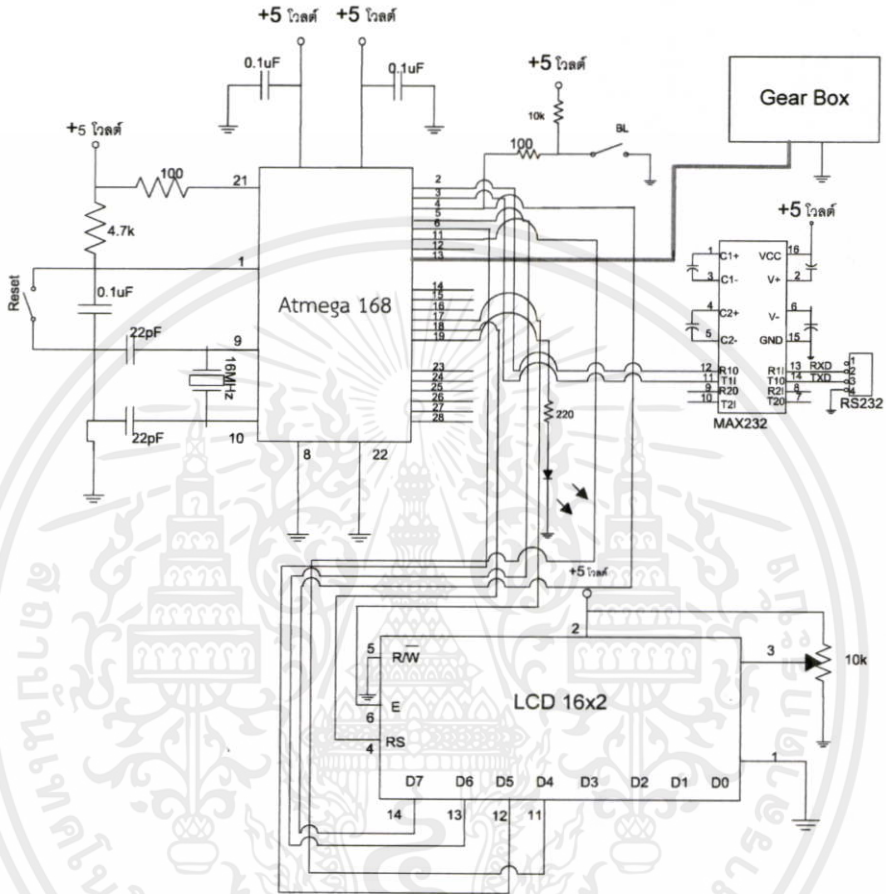 +5 โวลต์
+5 โวลต์
0.1uF
0.1uF
+5 โวลต์
10k
BL
100
Gear Box
+5 โวลต์
100
21
4.7k
1
0.1uF
Reset
22pF
9
16MHz
22pF
10
Atmega 168
8
22
2
3
4
5
6
11
12
13
14
15
16
17
18
19
23
24
25
26
27
28
220
+5 โวลต์
1 C1+ VCC 16
3 C1- V+ 2
4 C2+ V- 6
5 C2- GND 15
12 R1O R1I 13 RXD 1
11 T1I T1O 14 TXD 2
9 R2O R2I 8 3
10 T2I T2O 7 4
RS232
MAX232
+5 โวลต์
2
5 R/W
3
10k
LCD 16x2
E
6
RS
4
1
D7 D6 D5 D4 D3 D2 D1 D0
14 13 12 11